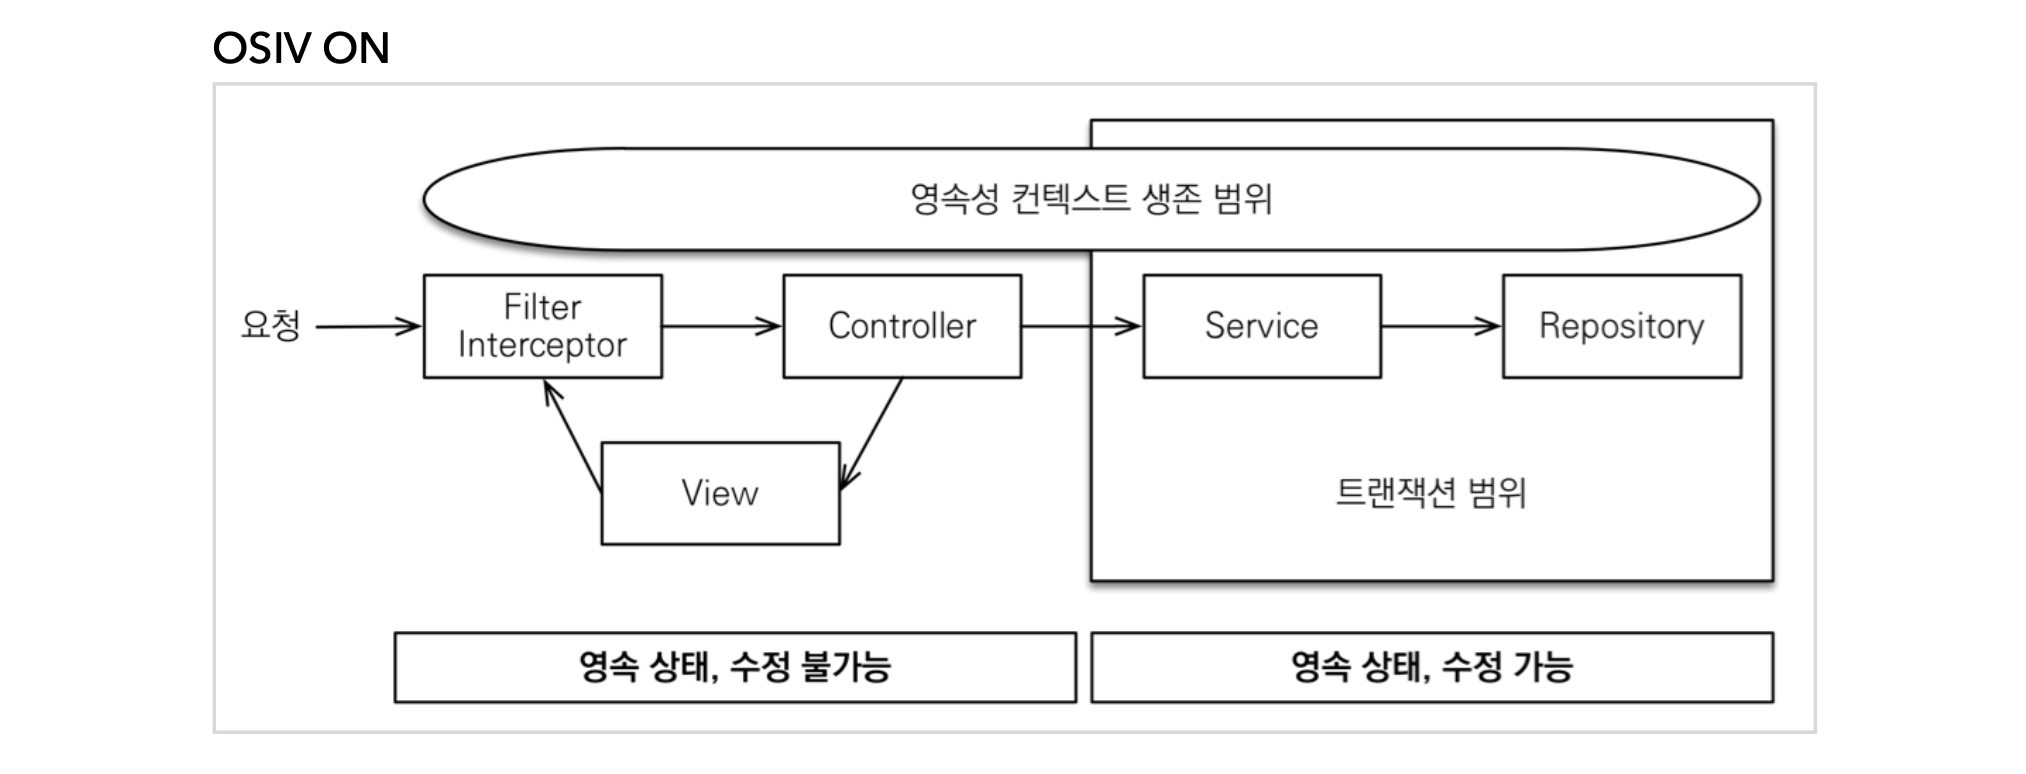 OSIV ON
영속성 컨텍스트 생존 범위
요청
Filter
Interceptor
Controller
Service
Repository
View
트랜잭션 범위
영속 상태, 수정 불가능
영속 상태, 수정 가능